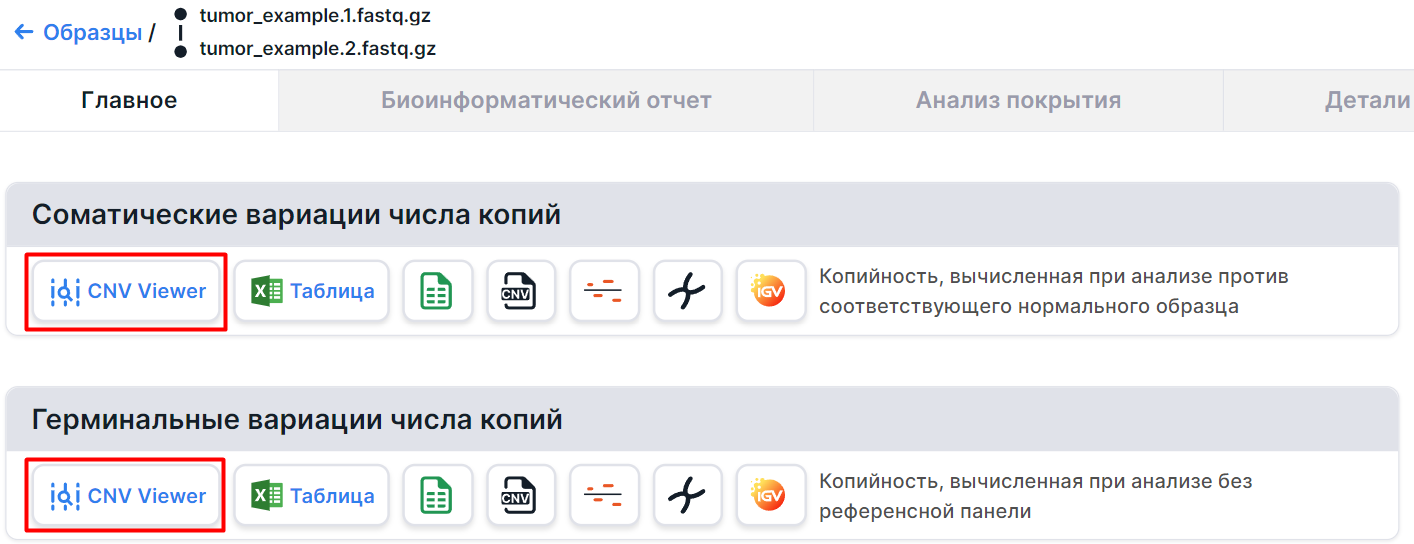 ← Образцы /
tumor_example.1.fastq.gz
tumor_example.2.fastq.gz
Главное
Биоинформатический отчет
Анализ покрытия
Детали
Соматические вариации числа копий
CNV Viewer
X Таблица
CNV
IGV
Копийность, вычисленная при анализе против
соответствующего нормального образца
Герминальные вариации числа копий
CNV Viewer
X Таблица
CNV
IGV
Копийность, вычисленная при анализе без
референсной панели